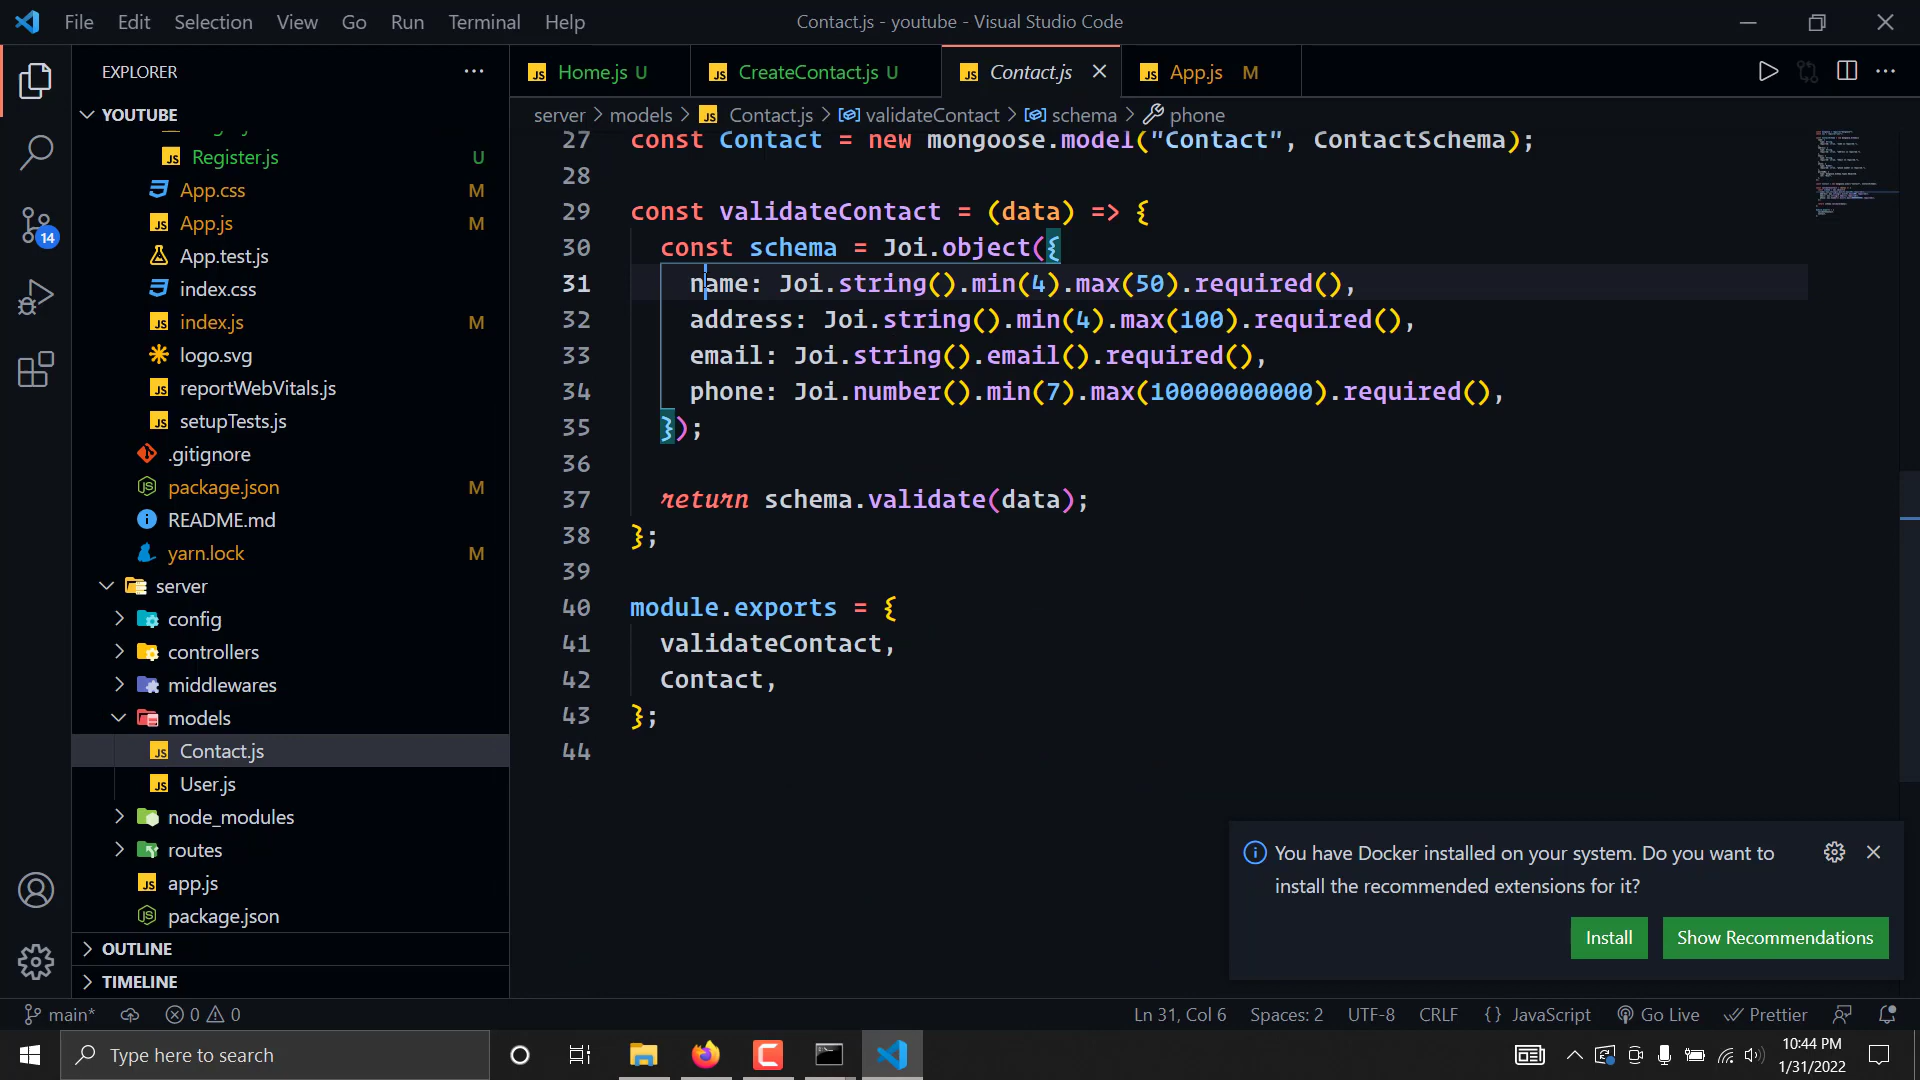 File Edit Selection View Go Run Terminal Help
Contact.js - youtube - Visual Studio Code
EXPLORER
Home.js U
CreateContact.js U
Contact.js
App.js M
YOUTUBE
server > models > Contact.js > validateContact > schema > phone
Register.js U
App.css M
App.js M
App.test.js
index.css
index.js M
logo.svg
reportWebVitals.js
setupTests.js
.gitignore
package.json M
README.md
yarn.lock M
server
config
controllers
middlewares
models
Contact.js
User.js
node_modules
routes
app.js
package.json
OUTLINE
TIMELINE
27 const Contact = new mongoose.model("Contact", ContactSchema);
28
29 const validateContact = (data) => {
30 const schema = Joi.object({
31 name: Joi.string().min(4).max(50).required(),
32 address: Joi.string().min(4).max(100).required(),
33 email: Joi.string().email().required(),
34 phone: Joi.number().min(7).max(10000000000).required(),
35 });
36
37 return schema.validate(data);
38 };
39
40 module.exports = {
41 validateContact,
42 Contact,
43 };
44
You have Docker installed on your system. Do you want to
install the recommended extensions for it?
Install
Show Recommendations
14
main*
0 0
Ln 31, Col 6
Spaces: 2
UTF-8
CRLF
{ } JavaScript
Go Live
Prettier
Type here to search
10:44 PM
1/31/2022